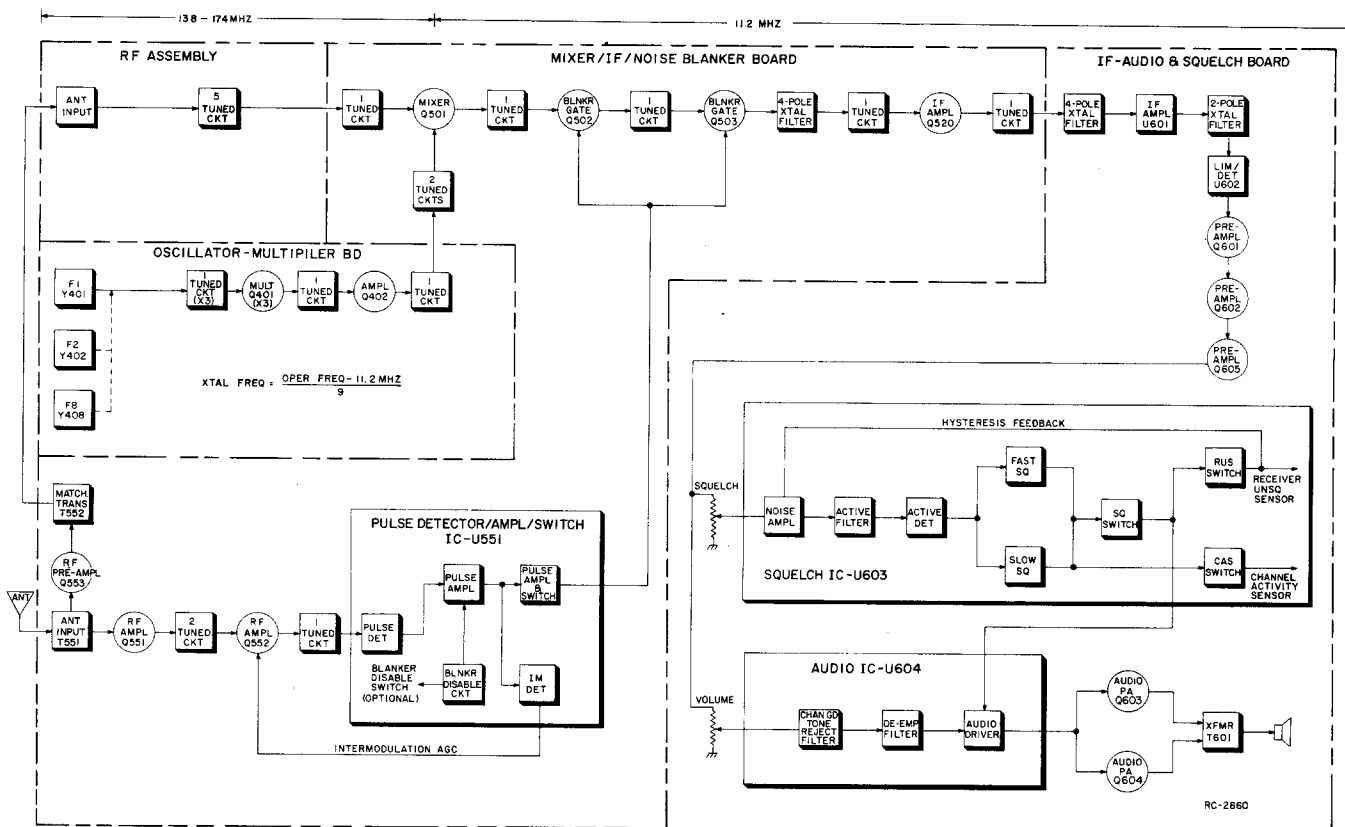 138 - 174MHZ
11.2 MHZ
RF ASSEMBLY
MIXER/IF/NOISE BLANKER BOARD
IF-AUDIO & SQUELCH BOARD
ANT
INPUT
5
TUNED
CKT
1
TUNED
CKT
MIXER
Q501
1
TUNED
CKT
BLNKR
GATE
Q502
1
TUNED
CKT
BLNKR
GATE
Q503
4-POLE
XTAL
FILTER
1
TUNED
CKT
IF
AMPL
Q520
1
TUNED
CKT
4-POLE
XTAL
FILTER
IF
AMPL
U601
2-POLE
XTAL
FILTER
2
TUNED
CKTS
LIM/
DET
U602
PRE-
AMPL
Q601
PRE-
AMPL
Q602
PRE-
AMPL
Q605
OSCILLATOR-MULTIPILER BD
F1
Y401
1
TUNED
CKT
(X3)
MULT
Q401
(X3)
1
TUNED
CKT
AMPL
Q402
1
TUNED
CKT
F2
Y402
F8
Y408
XTAL FREQ = OPER FREQ - 11.2 MHZ
9
HYSTERESIS FEEDBACK
SQUELCH
NOISE
AMPL
ACTIVE
FILTER
ACTIVE
DET
FAST
SQ
SLOW
SQ
SQ
SWITCH
RUS
SWITCH
RECEIVER
UNSQ
SENSOR
CAS
SWITCH
CHANNEL
ACTIVITY
SENSOR
SQUELCH IC-U603
MATCH.
TRANS
T552
RF
PRE-AMPL
Q553
ANT
ANT
INPUT
T551
RF
AMPL
Q551
2
TUNED
CKT
RF
AMPL
Q552
1
TUNED
CKT
PULSE DETECTOR/AMPL/SWITCH
IC-U551
PULSE
DET
PULSE
AMPL
PULSE
AMPL
&
SWITCH
BLANKER
DISABLE
SWITCH
(OPTIONAL)
BLNKR
DISABLE
CKT
IM
DET
INTERMODULATION AGC
AUDIO IC-U604
VOLUME
CHAN GD
TONE
REJECT
FILTER
DE-EMP
FILTER
AUDIO
DRIVER
AUDIO
PA
Q603
AUDIO
PA
Q604
XFMR
T601
RC-2860